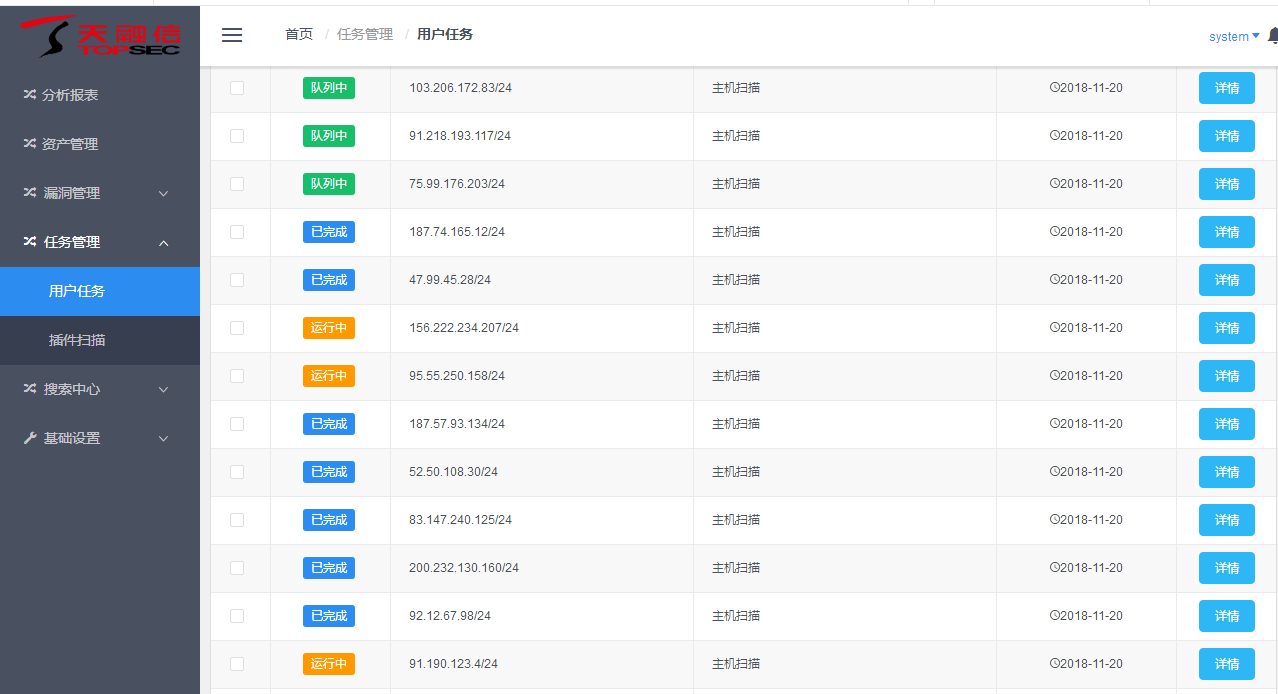 天融信
TOPSEC
分析报表
资产管理
漏洞管理
任务管理
用户任务
插件扫描
搜索中心
基础设置
首页 / 任务管理 / 用户任务
system
队列中 103.206.172.83/24 主机扫描 2018-11-20 详情
队列中 91.218.193.117/24 主机扫描 2018-11-20 详情
队列中 75.99.176.203/24 主机扫描 2018-11-20 详情
已完成 187.74.165.12/24 主机扫描 2018-11-20 详情
已完成 47.99.45.28/24 主机扫描 2018-11-20 详情
运行中 156.222.234.207/24 主机扫描 2018-11-20 详情
运行中 95.55.250.158/24 主机扫描 2018-11-20 详情
已完成 187.57.93.134/24 主机扫描 2018-11-20 详情
已完成 52.50.108.30/24 主机扫描 2018-11-20 详情
已完成 83.147.240.125/24 主机扫描 2018-11-20 详情
已完成 200.232.130.160/24 主机扫描 2018-11-20 详情
已完成 92.12.67.98/24 主机扫描 2018-11-20 详情
运行中 91.190.123.4/24 主机扫描 2018-11-20 详情